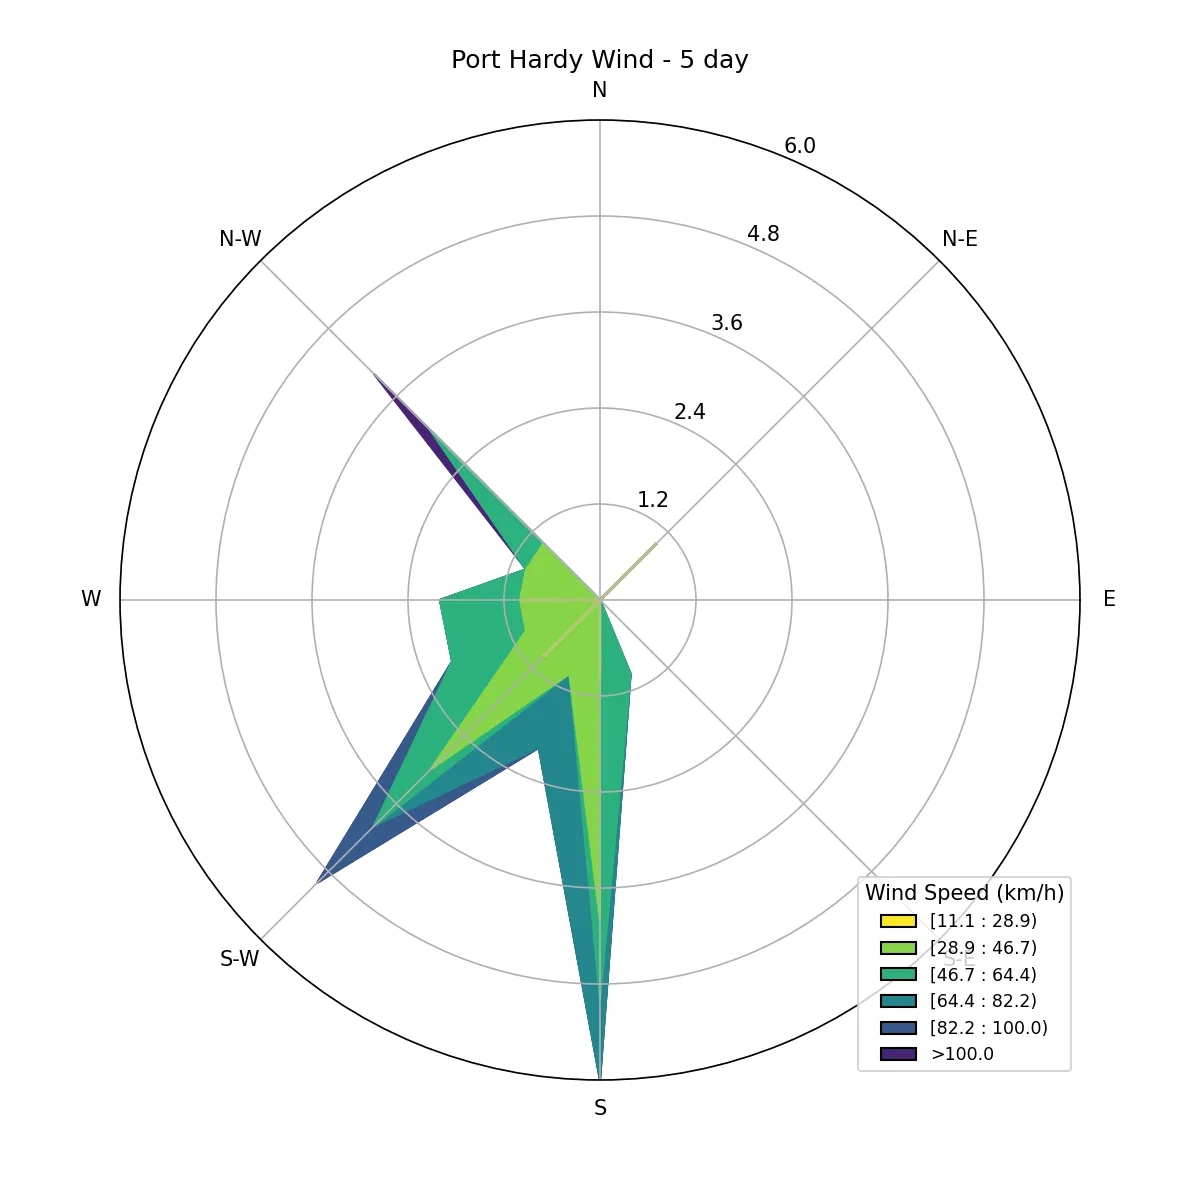 Port Hardy Wind - 5 day
N
6.0
N-W
4.8
N-E
3.6
2.4
1.2
W
E
S-W
S-E
S
Wind Speed (km/h)
[11.1 : 28.9)
[28.9 : 46.7)
[46.7 : 64.4)
[64.4 : 82.2)
[82.2 : 100.0)
>100.0